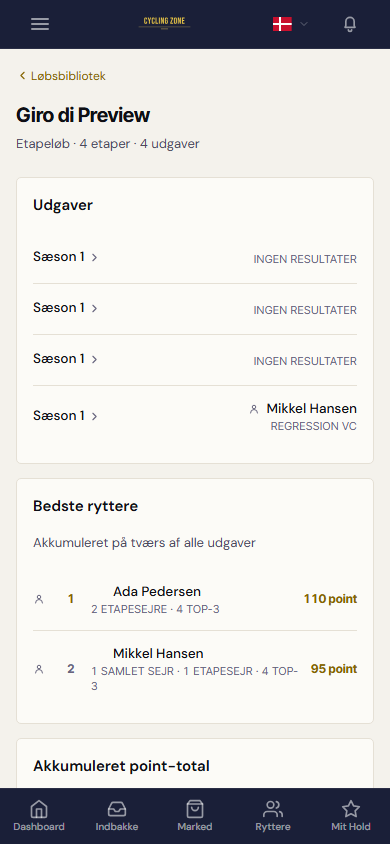 CYCLING ZONE
Løbsbibliotek
Giro di Preview
Etapeløb · 4 etaper · 4 udgaver
Udgaver
Sæson 1
INGEN RESULTATER
Sæson 1
INGEN RESULTATER
Sæson 1
INGEN RESULTATER
Sæson 1
Mikkel Hansen
REGRESSION VC
Bedste ryttere
Akkumuleret på tværs af alle udgaver
1 Ada Pedersen 110 point
2 ETAPESEJRE · 4 TOP-3
2 Mikkel Hansen 95 point
1 SAMLET SEJR · 1 ETAPESEJR · 4 TOP-
3
Akkumuleret point-total
Dashboard Indbakke Marked Ryttere Mit Hold